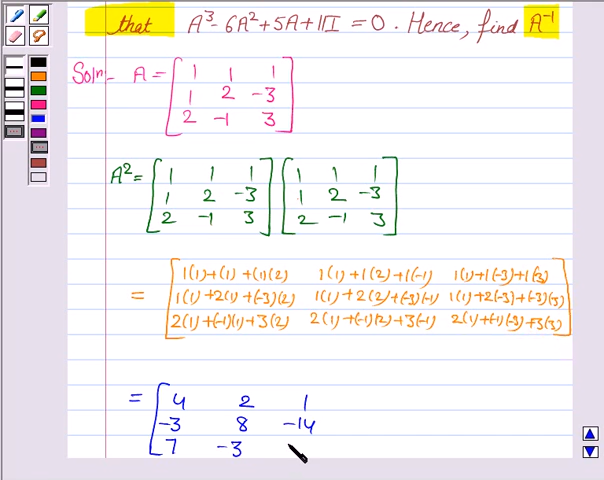 that A³-6A²+5A+11I = 0. Hence, find A⁻¹
Soln- A = [1 1 1
1 2 -3
2 -1 3]
A² = [1 1 1 [1 1 1
1 2 -3 1 2 -3
2 -1 3] 2 -1 3]
= [1(1)+(1)+(1)(2) 1(1)+1(2)+1(-1) 1(1)+1(-3)+1(3)
1(1)+2(1)+(-3)(2) 1(1)+2(2)+(-3)(-1) 1(1)+2(-3)+(-3)(3)
2(1)+(-1)(1)+3(2) 2(1)+(-1)(2)+3(-1) 2(1)+(-1)(-3)+3(3)]
= [4 2 1
-3 8 -14
7 -3